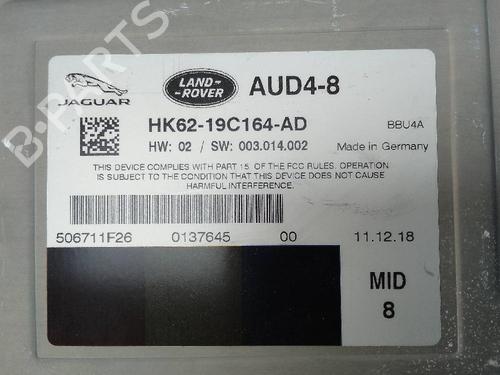 B-PARTS
JAGUAR
LAND- -ROVER
AUD4-8
HK62-19C164-AD
BBU4A
HW: 02 / SW: 003.014.002
Made in Germany
THIS DEVICE COMPLIES WITH PART 15 OF THE FCC RULES. OPERATION
IS SUBJECT TO THE CONDITION THAT THIS DEVICE DOES NOT CAUSE
HARMFUL INTERFERENCE.
506711F26 0137645 00 11.12.18
MID
8